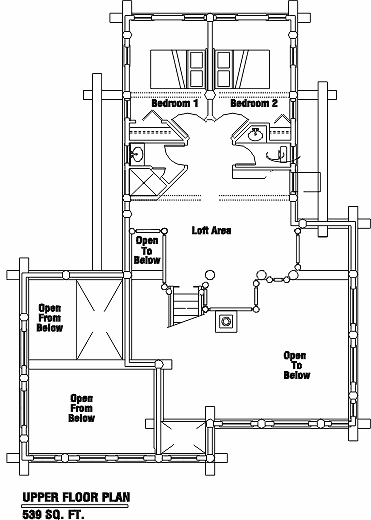 Bedroom 1
Bedroom 2
Loft Area
Open
To
Below
Open
From
Below
Open
To
Below
Open
From
Below
UPPER FLOOR PLAN
539 SQ. FT.